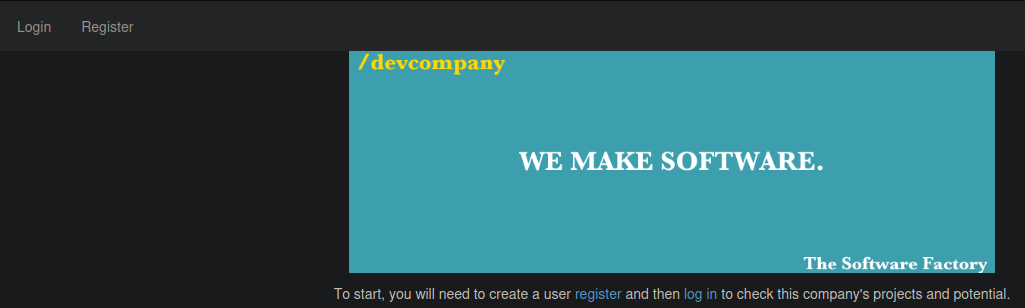 Login Register
/devcompany
WE MAKE SOFTWARE.
The Software Factory
To start, you will need to create a user register and then log in to check this company's projects and potential.